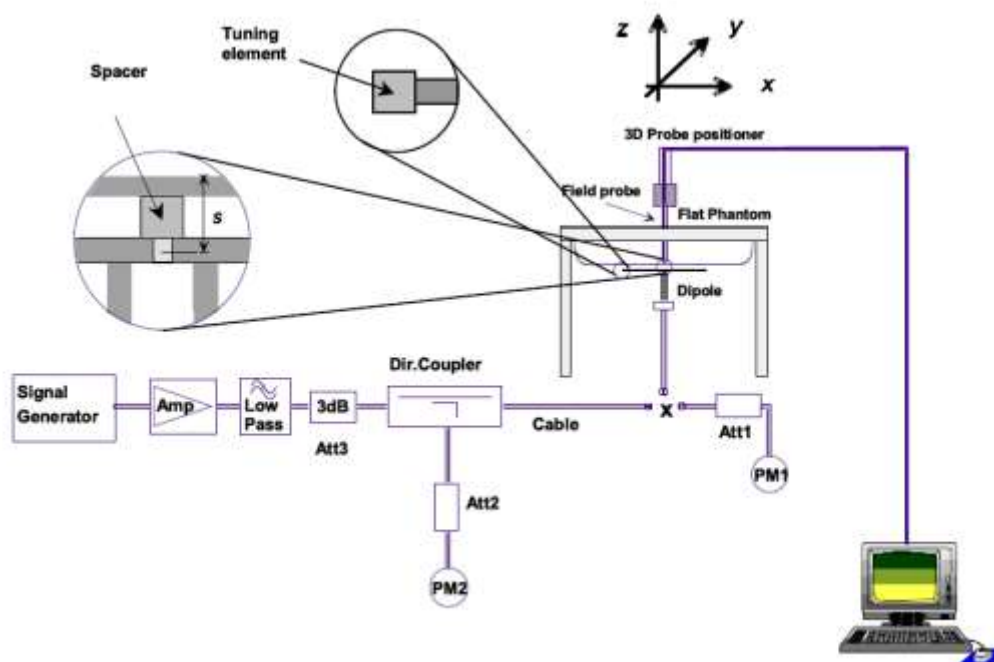 Tuning
element
Spacer
s
z
y
x
3D Probe positioner
Field probe
Flat Phantom
Dipole
Dir.Coupler
Signal
Generator
Amp
Low
Pass
3dB
Att3
Cable
x
Att1
PM1
Att2
PM2